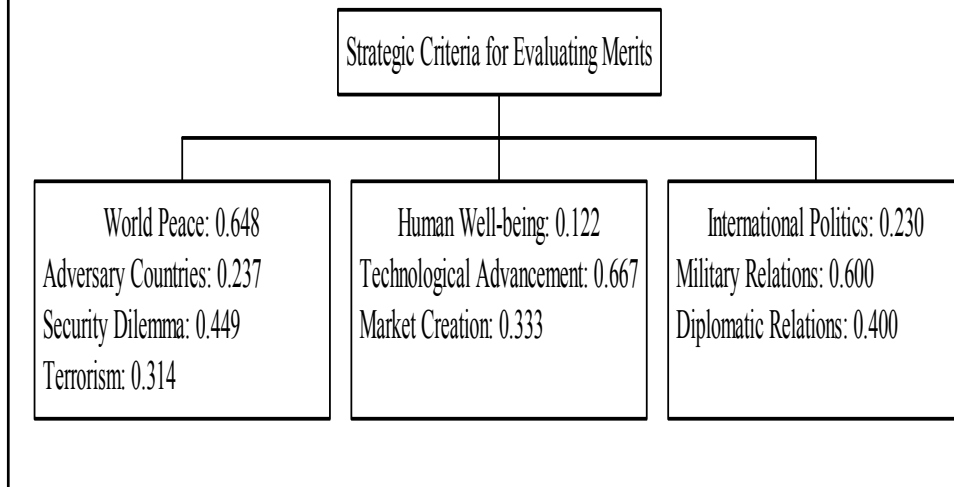 Strategic Criteria for Evaluating Merits
World Peace: 0.648
Adversary Countries: 0.237
Security Dilemma: 0.449
Terrorism: 0.314
Human Well-being: 0.122
Technological Advancement: 0.667
Market Creation: 0.333
International Politics: 0.230
Military Relations: 0.600
Diplomatic Relations: 0.400